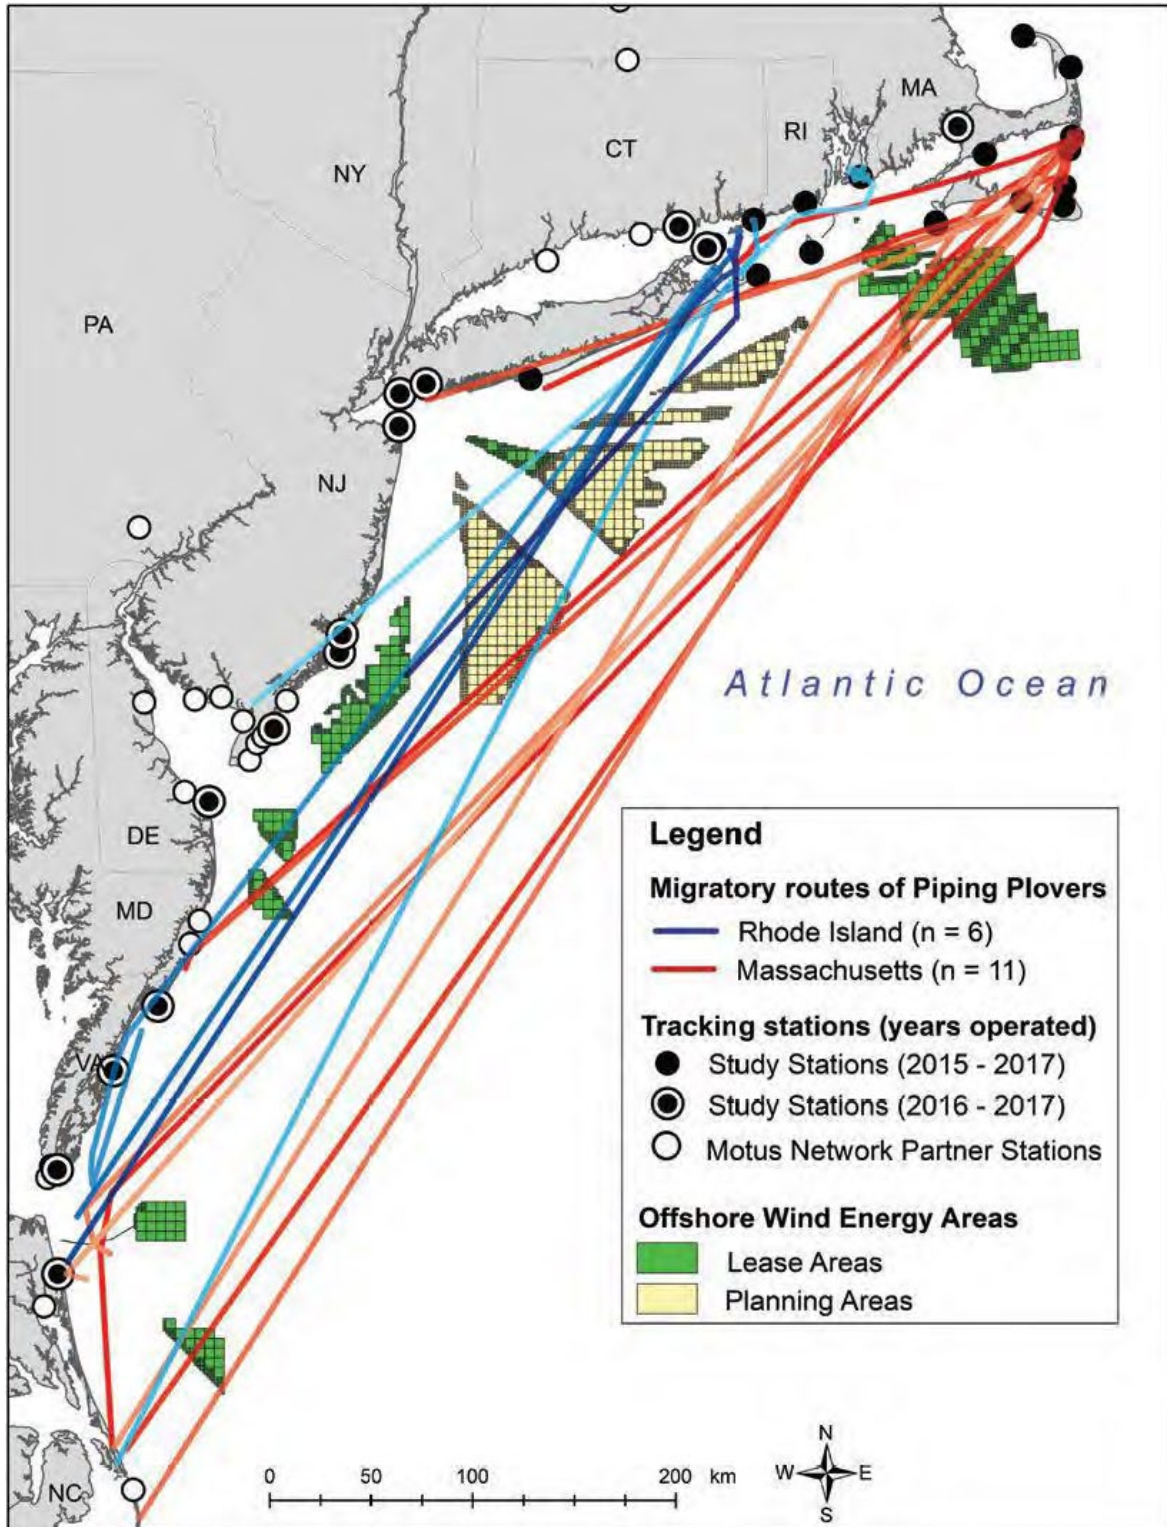 MA
RI
CT
NY
PA
NJ
Atlantic Ocean
DE
MD
VA
NC
Legend
Migratory routes of Piping Plovers
Rhode Island (n = 6)
Massachusetts (n = 11)
Tracking stations (years operated)
Study Stations (2015 - 2017)
Study Stations (2016 - 2017)
Motus Network Partner Stations
Offshore Wind Energy Areas
Lease Areas
Planning Areas
0 50 100 200 km
N
W E
S